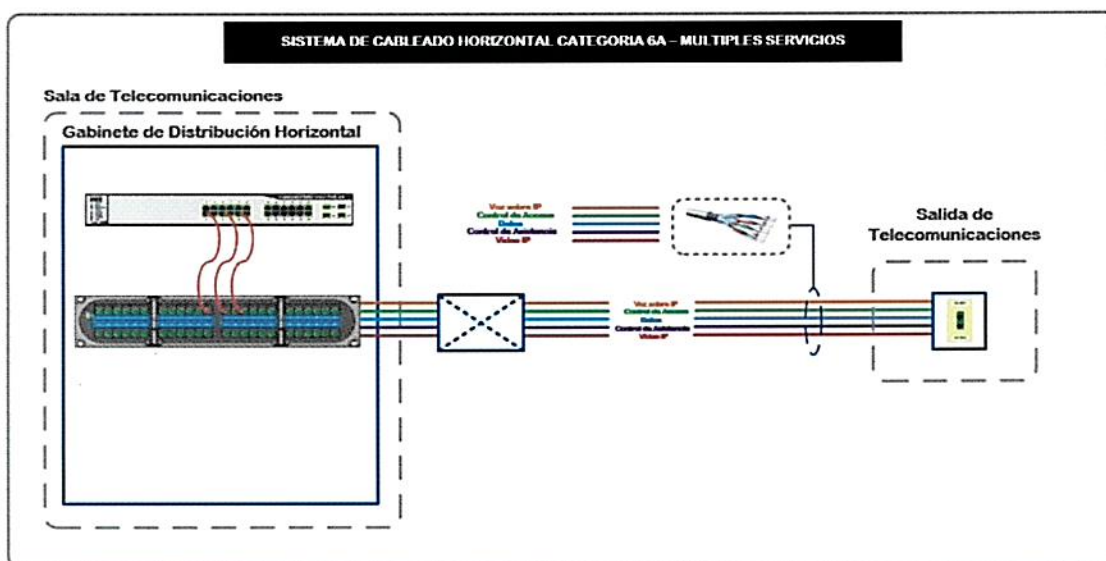 SISTEMA DE CABLEADO HORIZONTAL CATEGORIA 6A – MULTIPLES SERVICIOS
Sala de Telecomunicaciones
Gabinete de Distribución Horizontal
Voz sobre IP
Control de Acceso
Datos
Control de Asistencia
Video IP
Salida de
Telecomunicaciones
Voz sobre IP
Control de Acceso
Datos
Control de Asistencia
Video IP